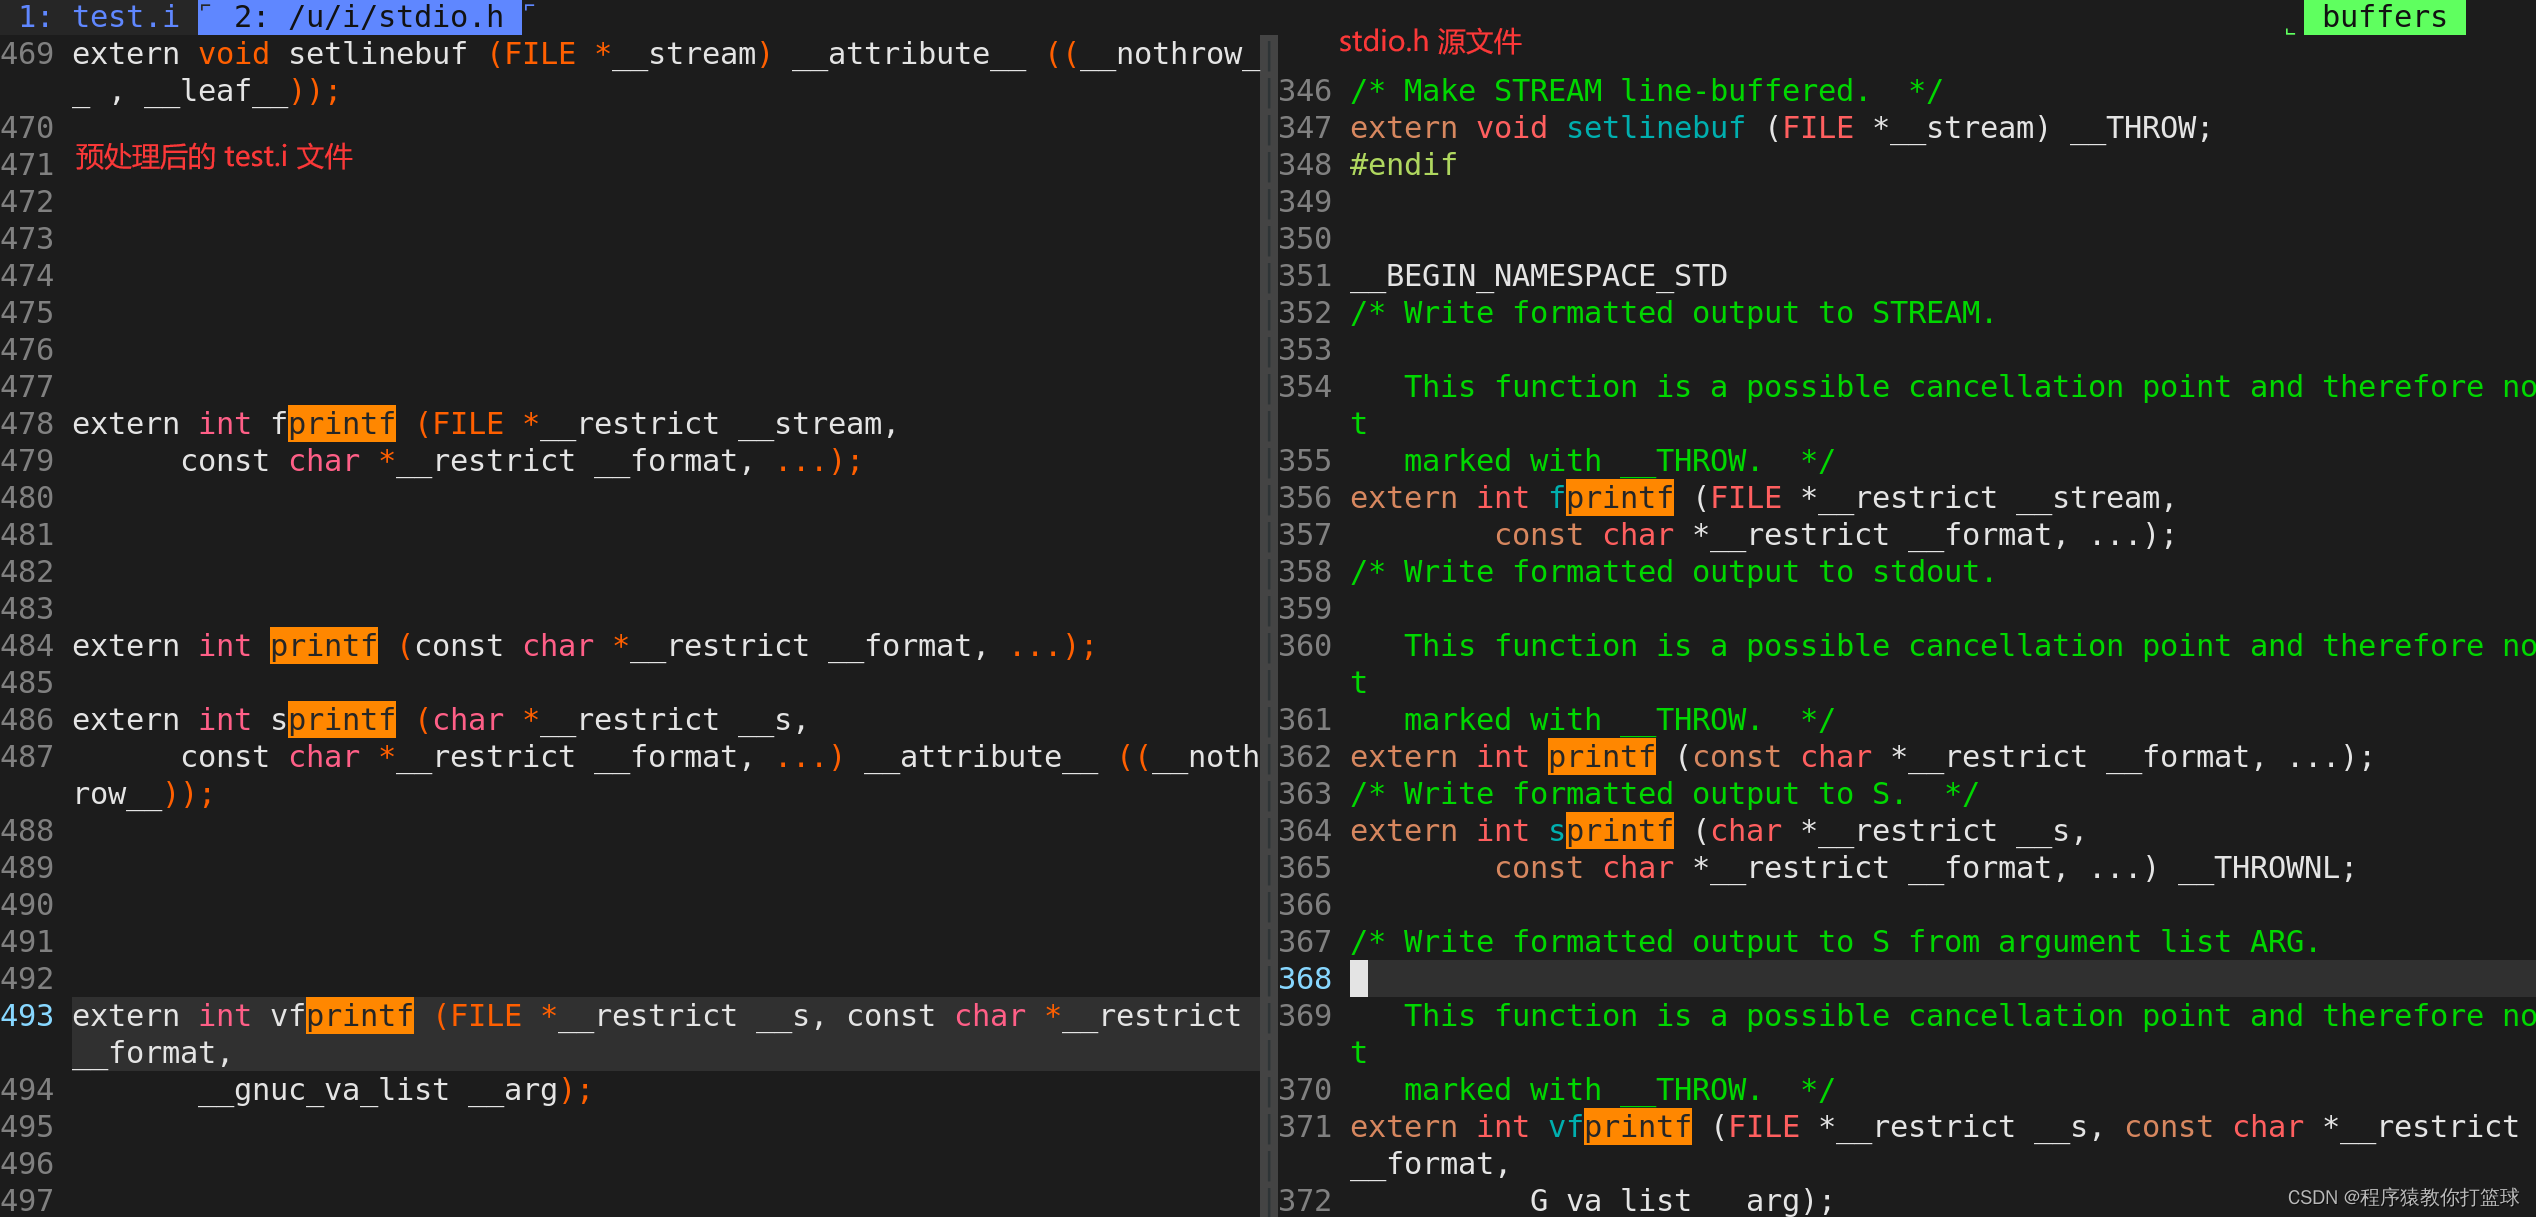 1: test.i  2: /u/i/stdio.h
buffers
469 extern void setlinebuf (FILE *__stream) __attribute__ ((__nothrow_
_ , __leaf__));
470
预处理后的 test.i 文件
471
472
473
474
475
476
477
478 extern int fprintf (FILE *__restrict __stream,
479       const char *__restrict __format, ...);
480
481
482
483
484 extern int printf (const char *__restrict __format, ...);
485
486 extern int sprintf (char *__restrict __s,
487       const char *__restrict __format, ...) __attribute__ ((__noth
row__));
488
489
490
491
492
493 extern int vfprintf (FILE *__restrict __s, const char *__restrict
__format,
494        __gnuc_va_list __arg);
495
496
497
stdio.h 源文件
346 /* Make STREAM line-buffered.  */
347 extern void setlinebuf (FILE *__stream) __THROW;
348 #endif
349
350
351 __BEGIN_NAMESPACE_STD
352 /* Write formatted output to STREAM.
353
354    This function is a possible cancellation point and therefore no
t
355    marked with __THROW.  */
356 extern int fprintf (FILE *__restrict __stream,
357         const char *__restrict __format, ...);
358 /* Write formatted output to stdout.
359
360    This function is a possible cancellation point and therefore no
t
361    marked with __THROW.  */
362 extern int printf (const char *__restrict __format, ...);
363 /* Write formatted output to S.  */
364 extern int sprintf (char *__restrict __s,
365         const char *__restrict __format, ...) __THROWNL;
366
367 /* Write formatted output to S from argument list ARG.
368
369    This function is a possible cancellation point and therefore no
t
370    marked with __THROW.  */
371 extern int vfprintf (FILE *__restrict __s, const char *__restrict
__format,
372           G va list   arg);
CSDN @程序猿教你打篮球